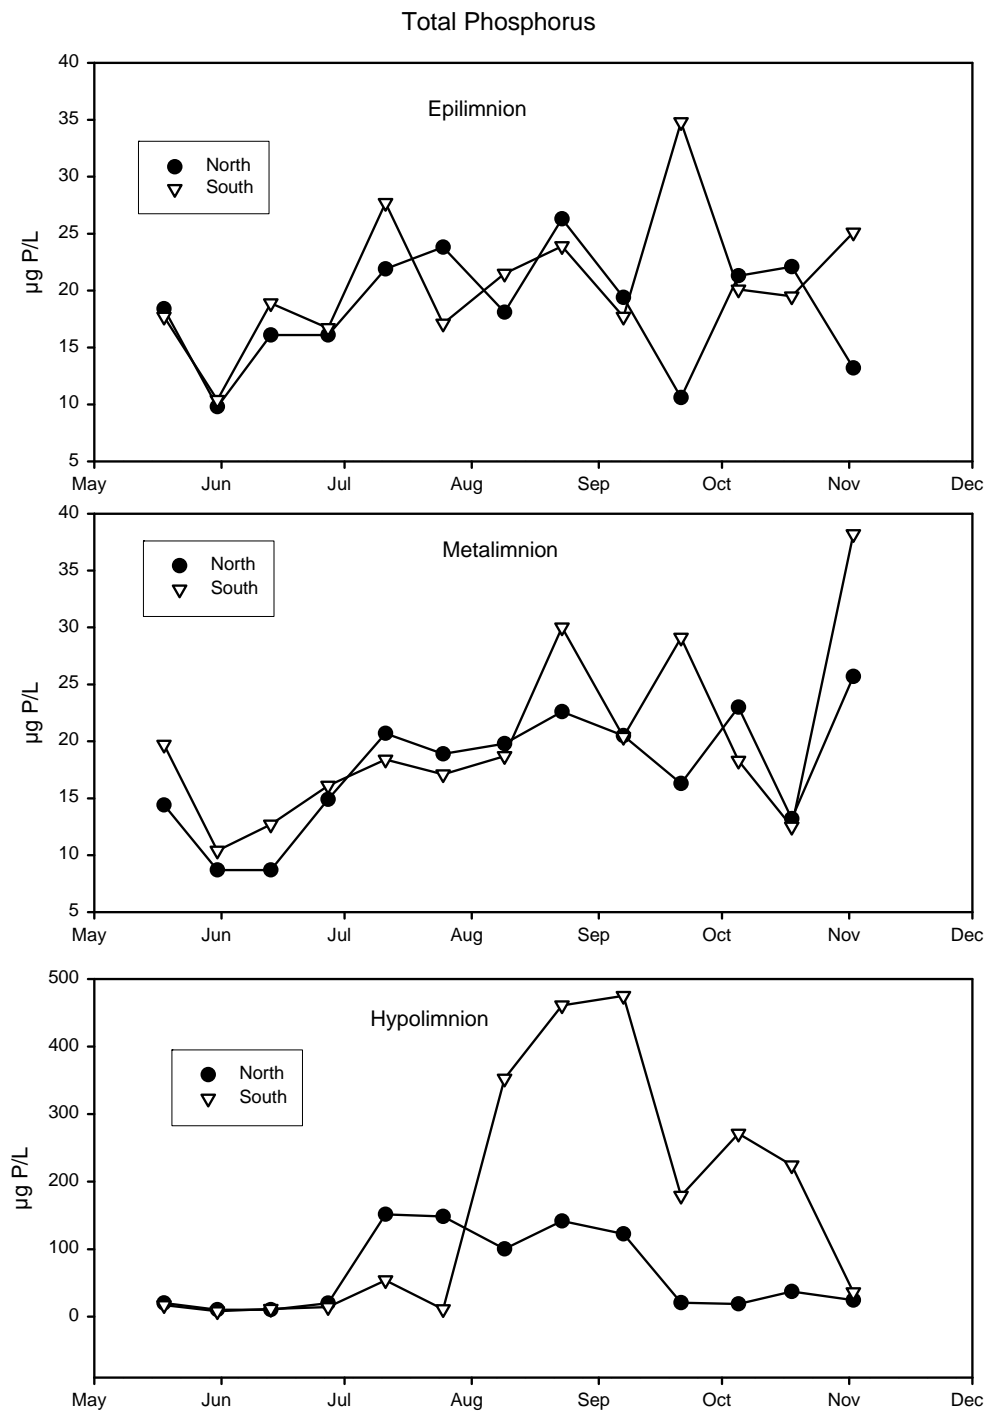 Total Phosphorus
40
35
30
25
20
15
10
5
µg P/L
Epilimnion
North
South
May Jun Jul Aug Sep Oct Nov Dec
40
35
30
25
20
15
10
5
µg P/L
Metalimnion
North
South
May Jun Jul Aug Sep Oct Nov Dec
500
400
300
200
100
0
µg P/L
Hypolimnion
North
South
May Jun Jul Aug Sep Oct Nov Dec